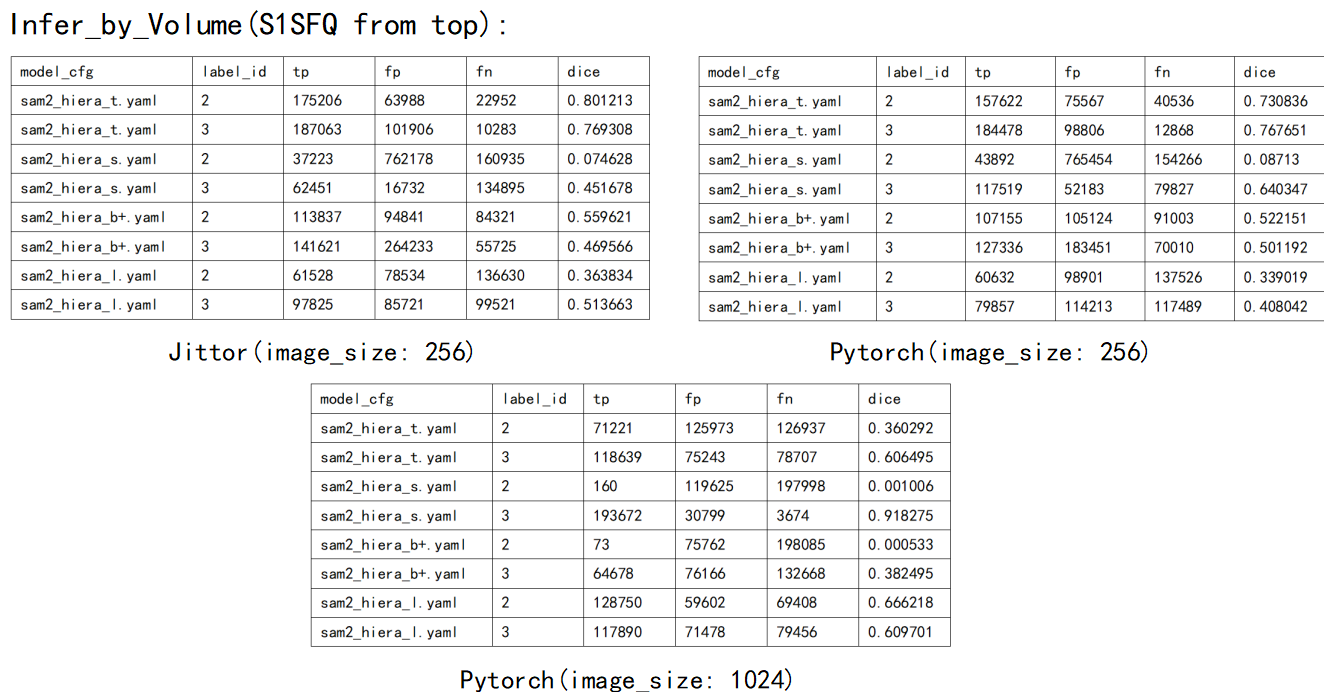 Infer_by_Volume(S1SFQ from top):
model_cfg label_id tp fp fn dice
sam2_hiera_t.yaml 2 175206 63988 22952 0.801213
sam2_hiera_t.yaml 3 187063 101906 10283 0.769308
sam2_hiera_s.yaml 2 37223 762178 160935 0.074628
sam2_hiera_s.yaml 3 62451 16732 134895 0.451678
sam2_hiera_b+.yaml 2 113837 94841 84321 0.559621
sam2_hiera_b+.yaml 3 141621 264233 55725 0.469566
sam2_hiera_l.yaml 2 61528 78534 136630 0.363834
sam2_hiera_l.yaml 3 97825 85721 99521 0.513663
Jittor(image_size: 256)
model_cfg label_id tp fp fn dice
sam2_hiera_t.yaml 2 157622 75567 40536 0.730836
sam2_hiera_t.yaml 3 184478 98806 12868 0.767651
sam2_hiera_s.yaml 2 43892 765454 154266 0.08713
sam2_hiera_s.yaml 3 117519 52183 79827 0.640347
sam2_hiera_b+.yaml 2 107155 105124 91003 0.522151
sam2_hiera_b+.yaml 3 127336 183451 70010 0.501192
sam2_hiera_l.yaml 2 60632 98901 137526 0.339019
sam2_hiera_l.yaml 3 79857 114213 117489 0.408042
Pytorch(image_size: 256)
model_cfg label_id tp fp fn dice
sam2_hiera_t.yaml 2 71221 125973 126937 0.360292
sam2_hiera_t.yaml 3 118639 75243 78707 0.606495
sam2_hiera_s.yaml 2 160 119625 197998 0.001006
sam2_hiera_s.yaml 3 193672 30799 3674 0.918275
sam2_hiera_b+.yaml 2 73 75762 198085 0.000533
sam2_hiera_b+.yaml 3 64678 76166 132668 0.382495
sam2_hiera_l.yaml 2 128750 59602 69408 0.666218
sam2_hiera_l.yaml 3 117890 71478 79456 0.609701
Pytorch(image_size: 1024)